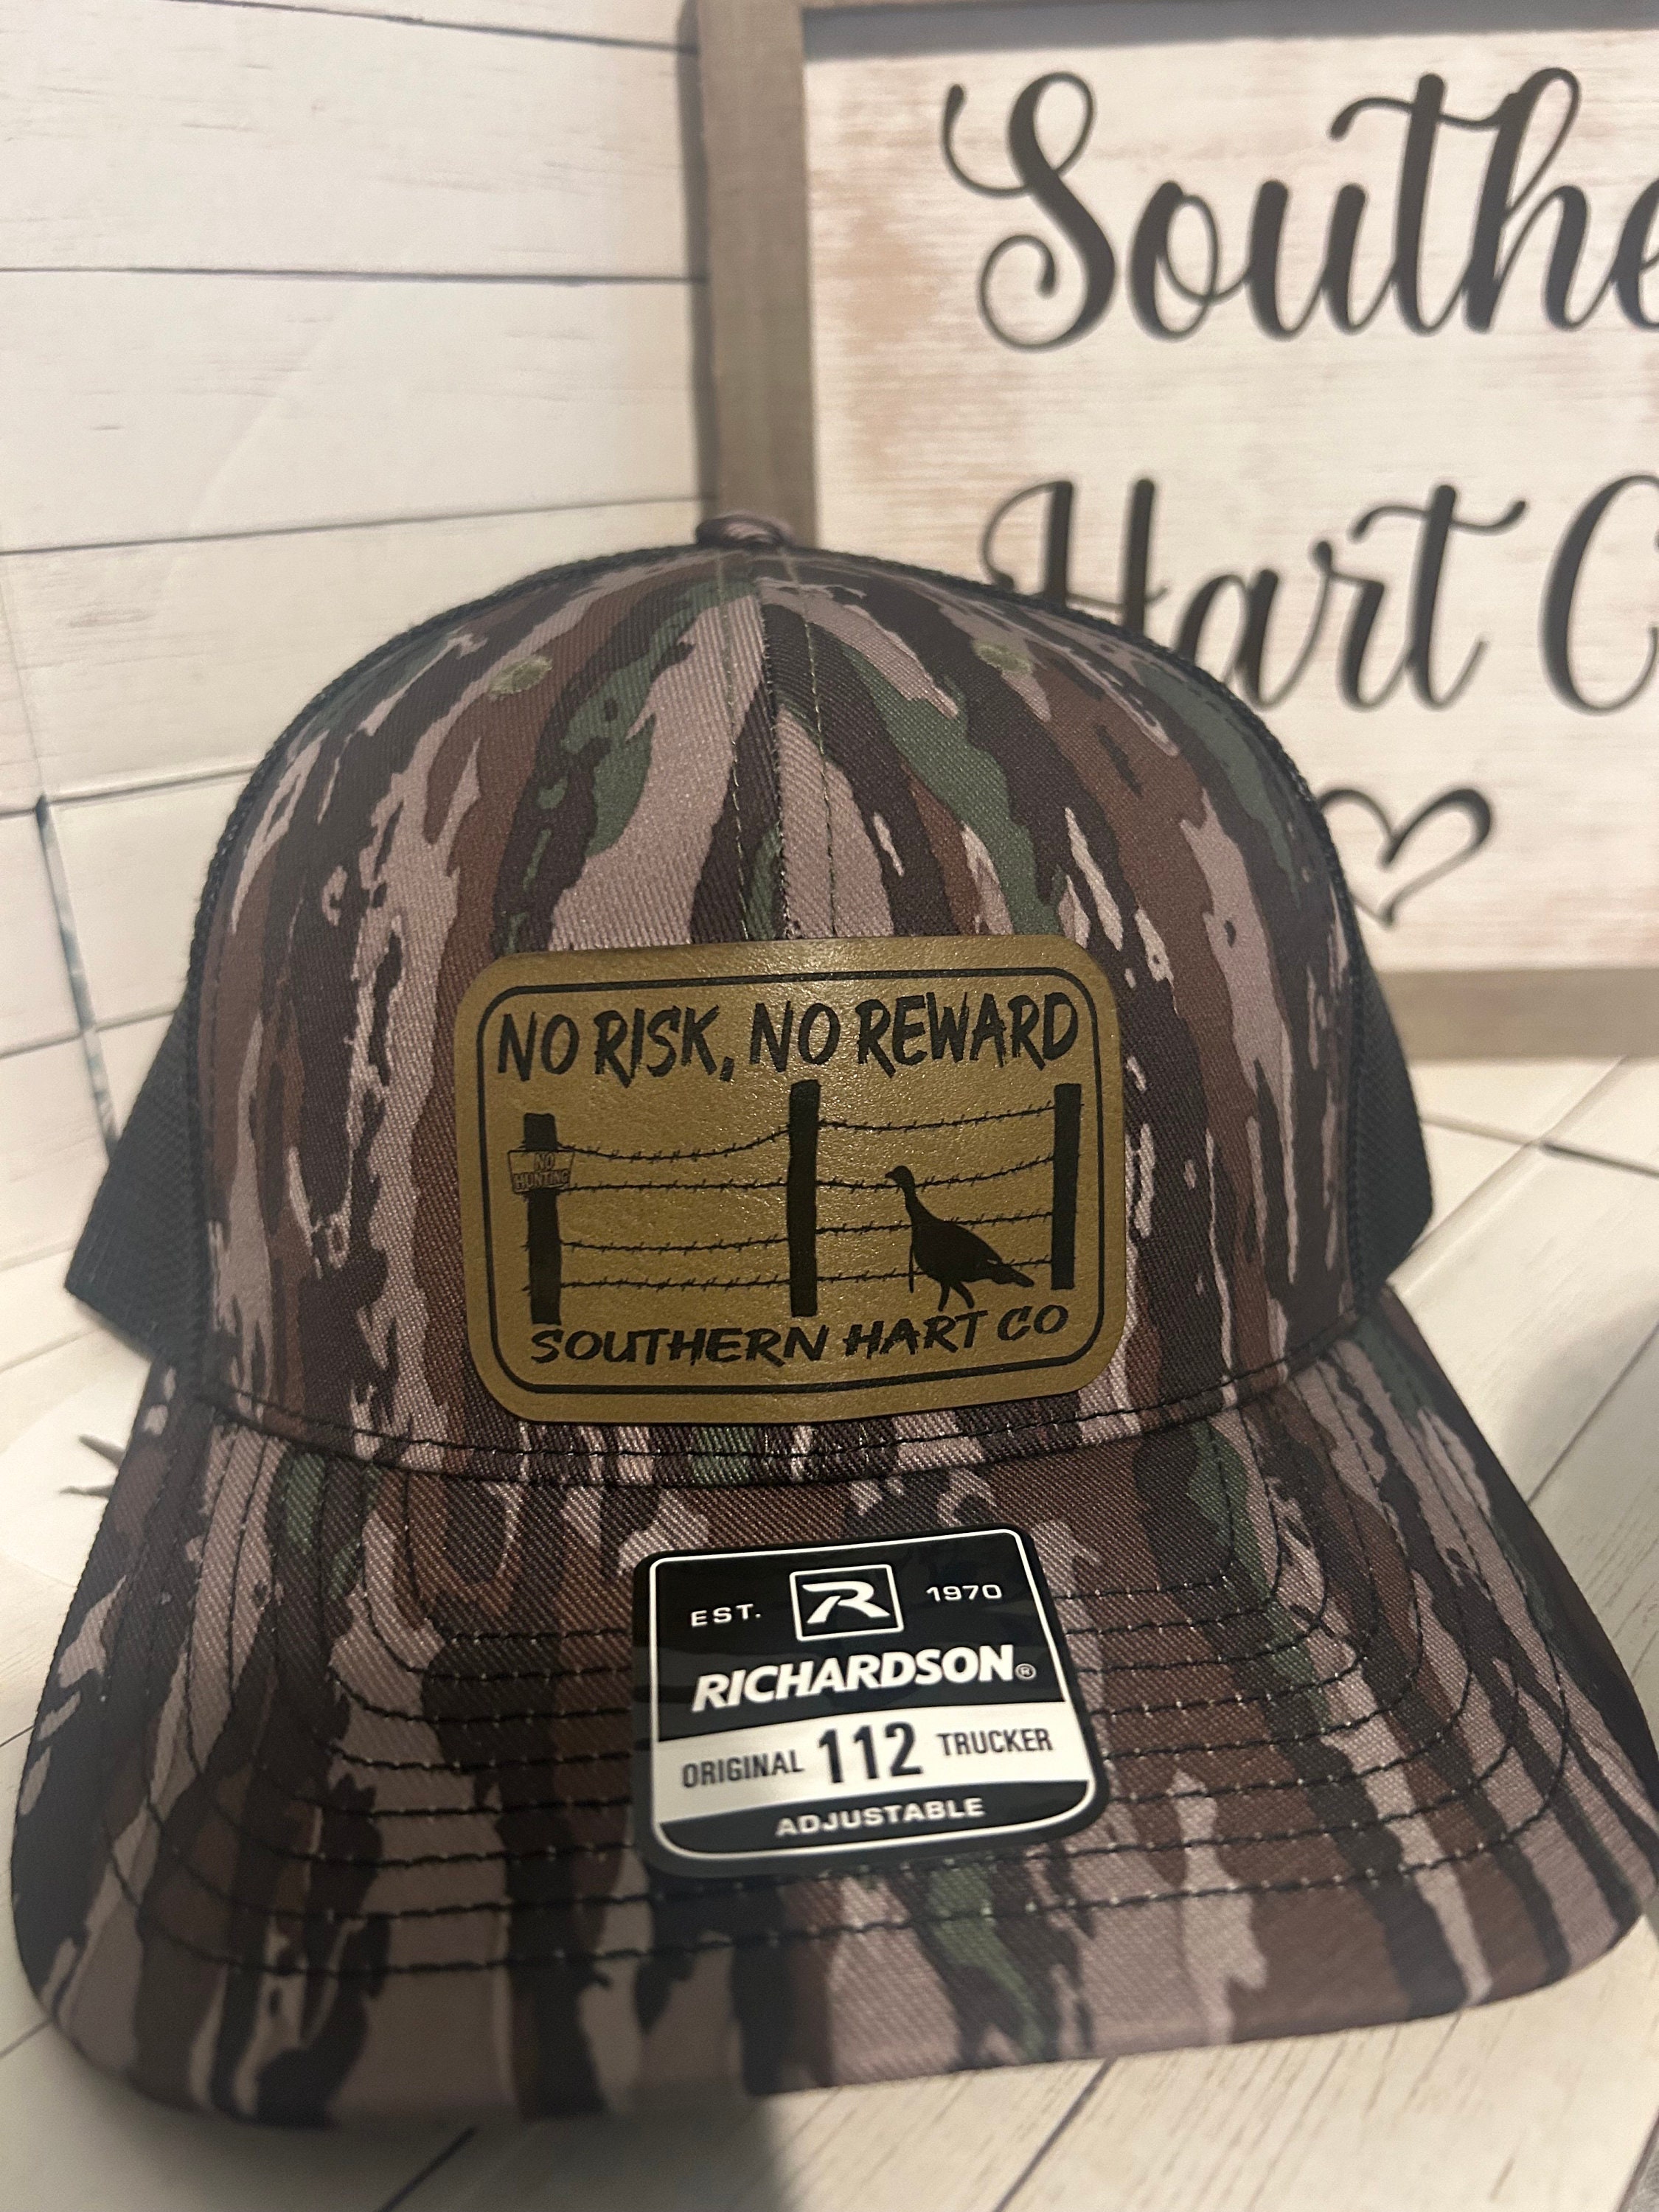 Southe
Hart C
NO RISK, NO REWARD
NO
HUNTING
SOUTHERN HART CO
EST. R 1970
RICHARDSON®
ORIGINAL 112 TRUCKER
ADJUSTABLE